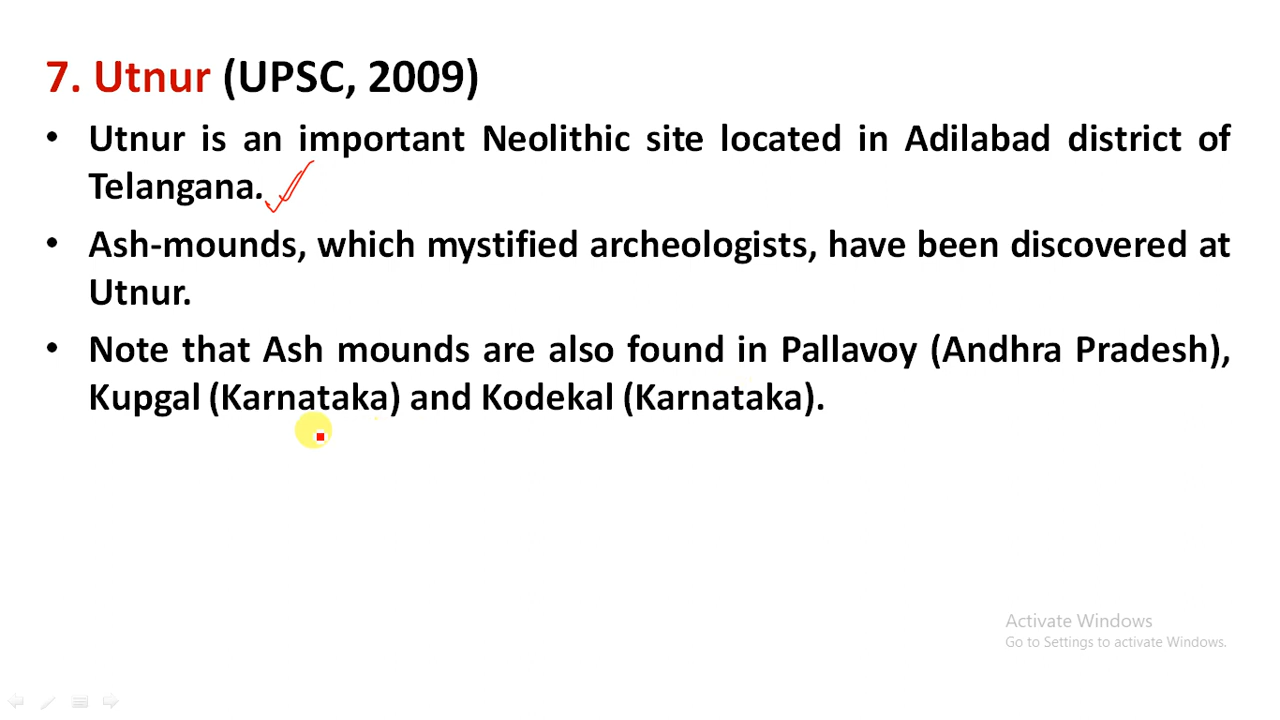 7. Utnur (UPSC, 2009)
• Utnur is an important Neolithic site located in Adilabad district of
Telangana.
• Ash-mounds, which mystified archeologists, have been discovered at
Utnur.
• Note that Ash mounds are also found in Pallavoy (Andhra Pradesh),
Kupgal (Karnataka) and Kodekal (Karnataka).
Activate Windows
Go to Settings to activate Windows.